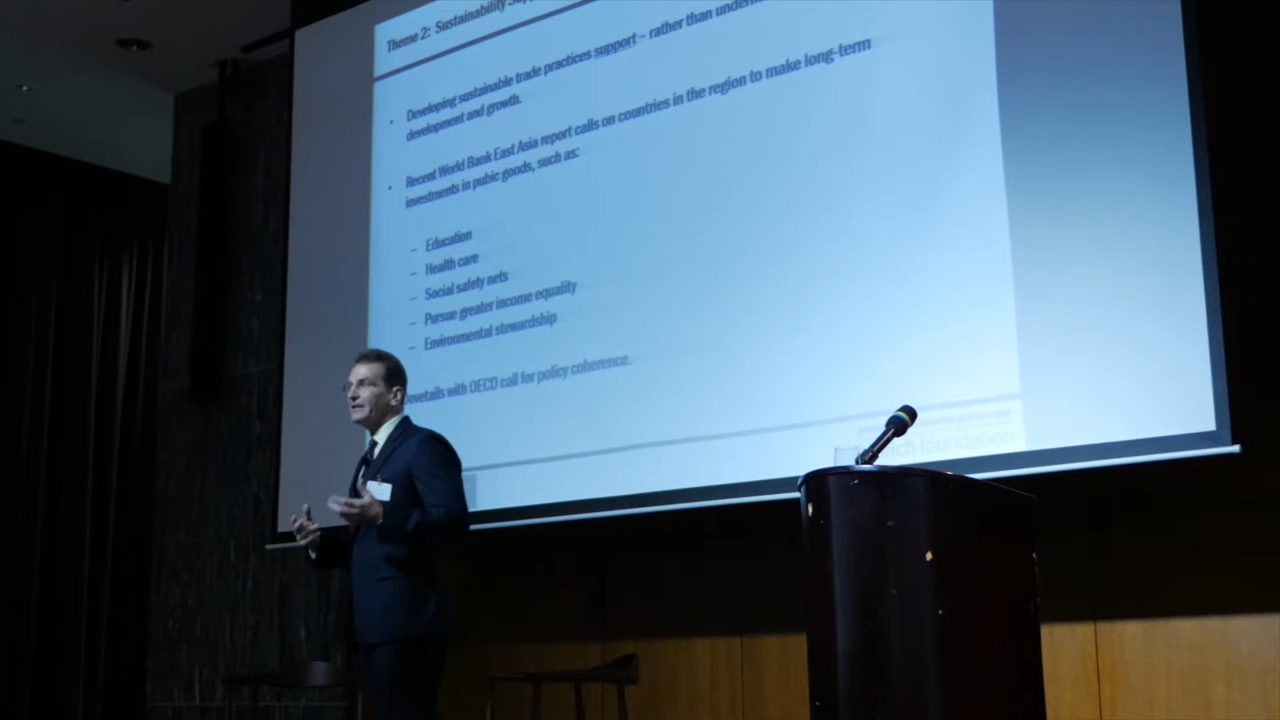 Theme 2: Sustainability
Developing sustainable trade practices support – rather than
development and growth.
Recent World Bank East Asia report calls on countries in the region to make long-term
investments in pubic goods, such as:
– Education
– Health care
– Social safety nets
– Pursue greater income equality
– Environmental stewardship
Dovetails with OECD call for policy coherence.
foundation